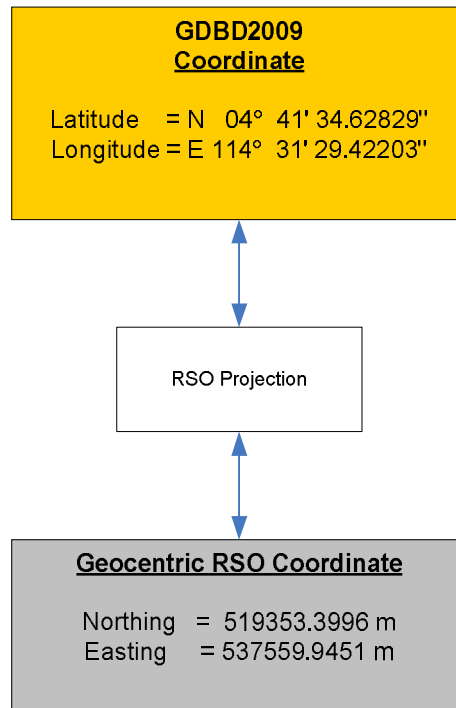 GDBD2009
Coordinate
Latitude = N 04° 41' 34.62829"
Longitude = E 114° 31' 29.42203"
RSO Projection
Geocentric RSO Coordinate
Northing = 519353.3996 m
Easting = 537559.9451 m